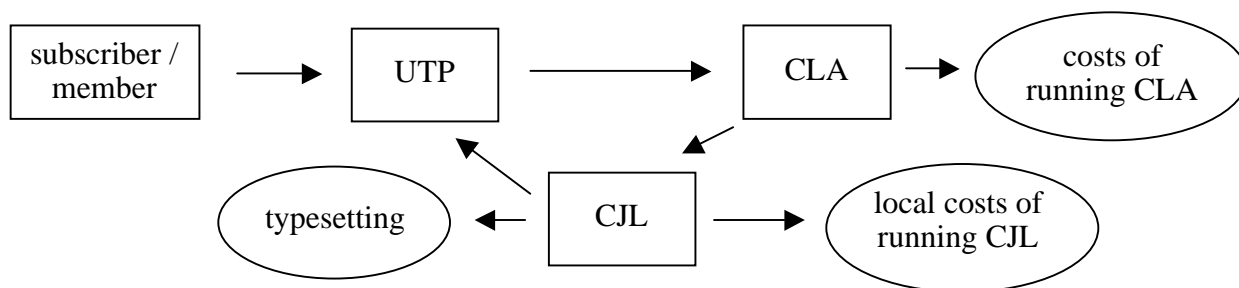 subscriber /
member
UTP
CLA
costs of
running CLA
typesetting
CJL
local costs of
running CJL